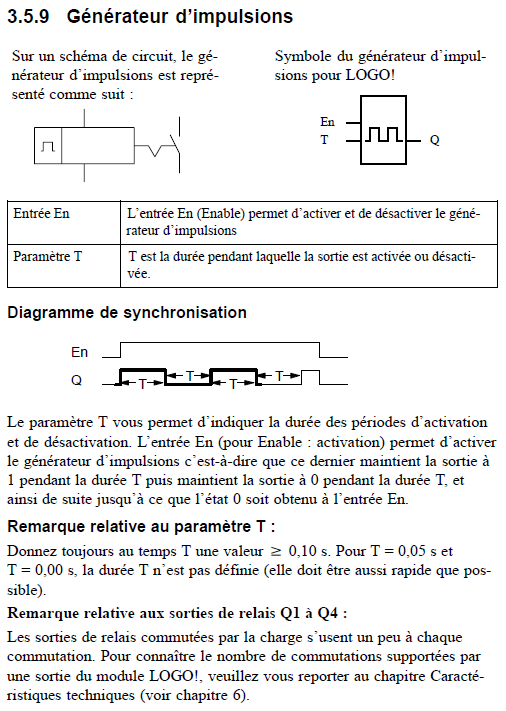 3.5.9 Générateur d'impulsions
Sur un schéma de circuit, le gé-
nérateur d'impulsions est repré-
senté comme suit :
Symbole du générateur d'impul-
sions pour LOGO!
En
T
Q
Entrée En
L'entrée En (Enable) permet d'activer et de désactiver le géné-
rateur d'impulsions
Paramètre T
T est la durée pendant laquelle la sortie est activée ou désacti-
vée.
Diagramme de synchronisation
En
Q
T T T T
Le paramètre T vous permet d'indiquer la durée des périodes d'activation
et de désactivation. L'entrée En (pour Enable : activation) permet d'activer
le générateur d'impulsions c'est-à-dire que ce dernier maintient la sortie à
1 pendant la durée T puis maintient la sortie à 0 pendant la durée T, et
ainsi de suite jusqu'à ce que l'état 0 soit obtenu à l'entrée En.
Remarque relative au paramètre T :
Donnez toujours au temps T une valeur ≥ 0,10 s. Pour T = 0,05 s et
T = 0,00 s, la durée T n'est pas définie (elle doit être aussi rapide que pos-
sible).
Remarque relative aux sorties de relais Q1 à Q4 :
Les sorties de relais commutées par la charge s'usent un peu à chaque
commutation. Pour connaître le nombre de commutations supportées par
une sortie du module LOGO!, veuillez vous reporter au chapitre Caracté-
ristiques techniques (voir chapitre 6).